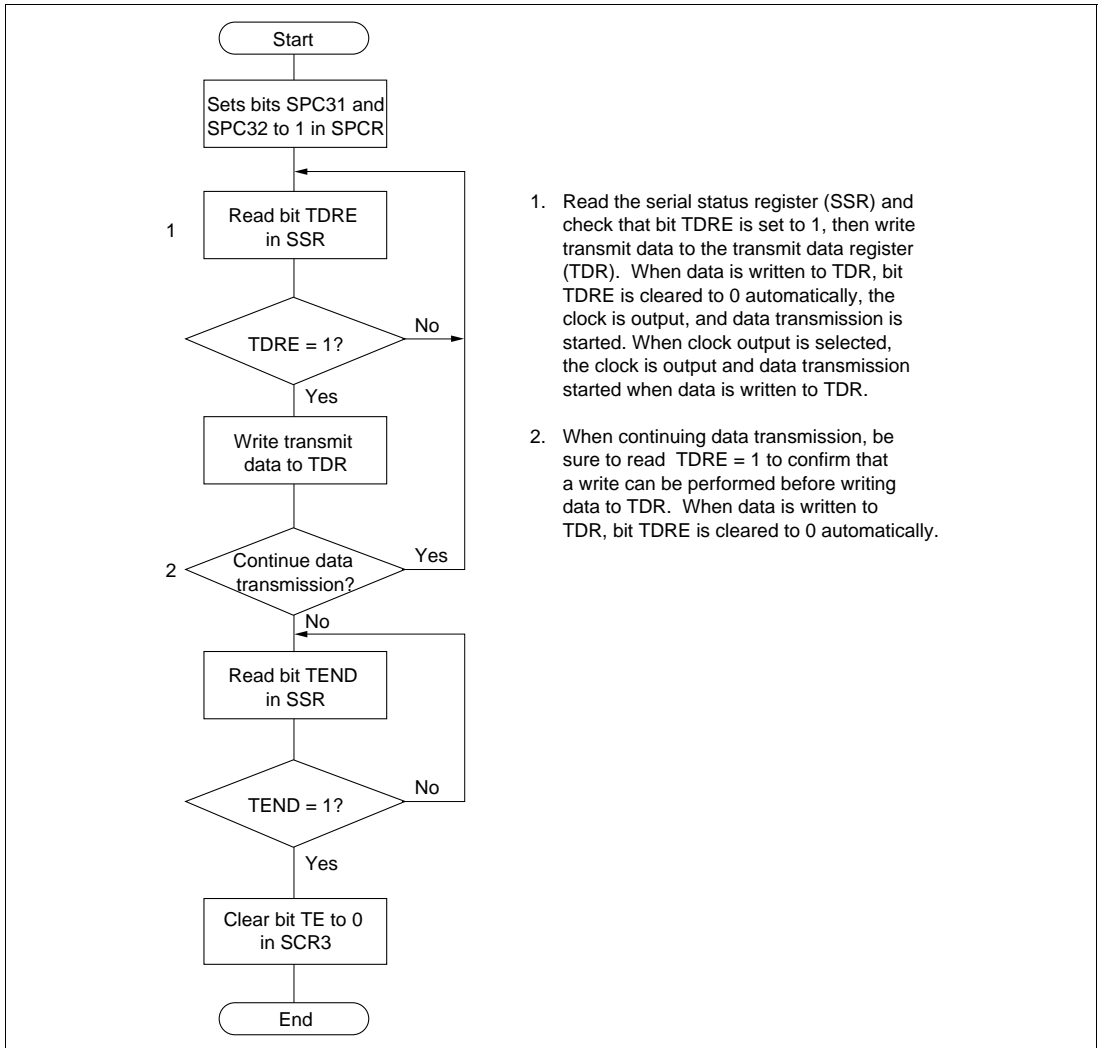 Start
Sets bits SPC31 and
SPC32 to 1 in SPCR
1
Read bit TDRE
in SSR
TDRE = 1?
No
Yes
Write transmit
data to TDR
2
Continue data
transmission?
Yes
No
Read bit TEND
in SSR
TEND = 1?
No
Yes
Clear bit TE to 0
in SCR3
End
1. Read the serial status register (SSR) and
check that bit TDRE is set to 1, then write
transmit data to the transmit data register
(TDR). When data is written to TDR, bit
TDRE is cleared to 0 automatically, the
clock is output, and data transmission is
started. When clock output is selected,
the clock is output and data transmission
started when data is written to TDR.
2. When continuing data transmission, be
sure to read TDRE = 1 to confirm that
a write can be performed before writing
data to TDR. When data is written to
TDR, bit TDRE is cleared to 0 automatically.